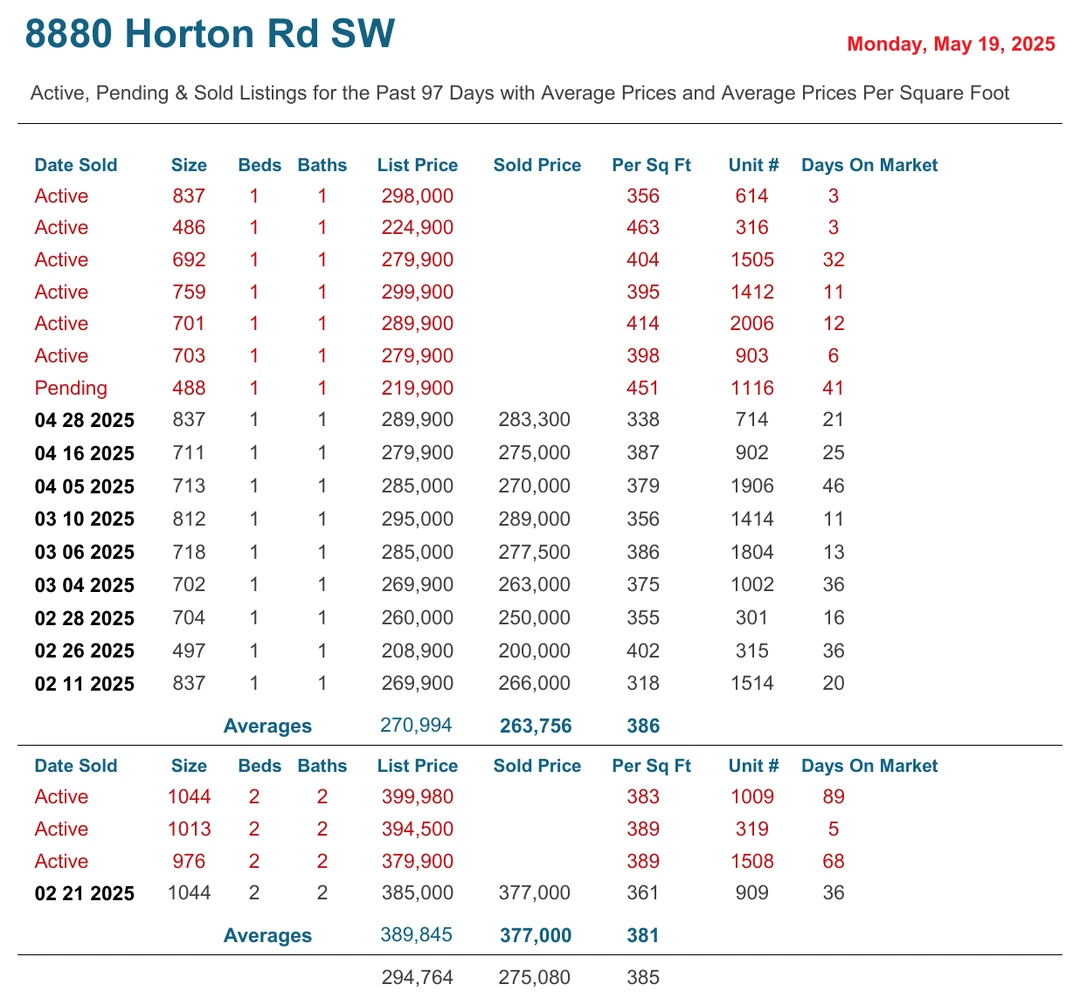 8880 Horton Rd SW
Monday, May 19, 2025
Active, Pending & Sold Listings for the Past 97 Days with Average Prices and Average Prices Per Square Foot
Date Sold Size Beds Baths List Price Sold Price Per Sq Ft Unit # Days On Market
Active 837 1 1 298,000 356 614 3
Active 486 1 1 224,900 463 316 3
Active 692 1 1 279,900 404 1505 32
Active 759 1 1 299,900 395 1412 11
Active 701 1 1 289,900 414 2006 12
Active 703 1 1 279,900 398 903 6
Pending 488 1 1 219,900 451 1116 41
04 28 2025 837 1 1 289,900 283,300 338 714 21
04 16 2025 711 1 1 279,900 275,000 387 902 25
04 05 2025 713 1 1 285,000 270,000 379 1906 46
03 10 2025 812 1 1 295,000 289,000 356 1414 11
03 06 2025 718 1 1 285,000 277,500 386 1804 13
03 04 2025 702 1 1 269,900 263,000 375 1002 36
02 28 2025 704 1 1 260,000 250,000 355 301 16
02 26 2025 497 1 1 208,900 200,000 402 315 36
02 11 2025 837 1 1 269,900 266,000 318 1514 20
Averages 270,994 263,756 386
Date Sold Size Beds Baths List Price Sold Price Per Sq Ft Unit # Days On Market
Active 1044 2 2 399,980 383 1009 89
Active 1013 2 2 394,500 389 319 5
Active 976 2 2 379,900 389 1508 68
02 21 2025 1044 2 2 385,000 377,000 361 909 36
Averages 389,845 377,000 381
294,764 275,080 385